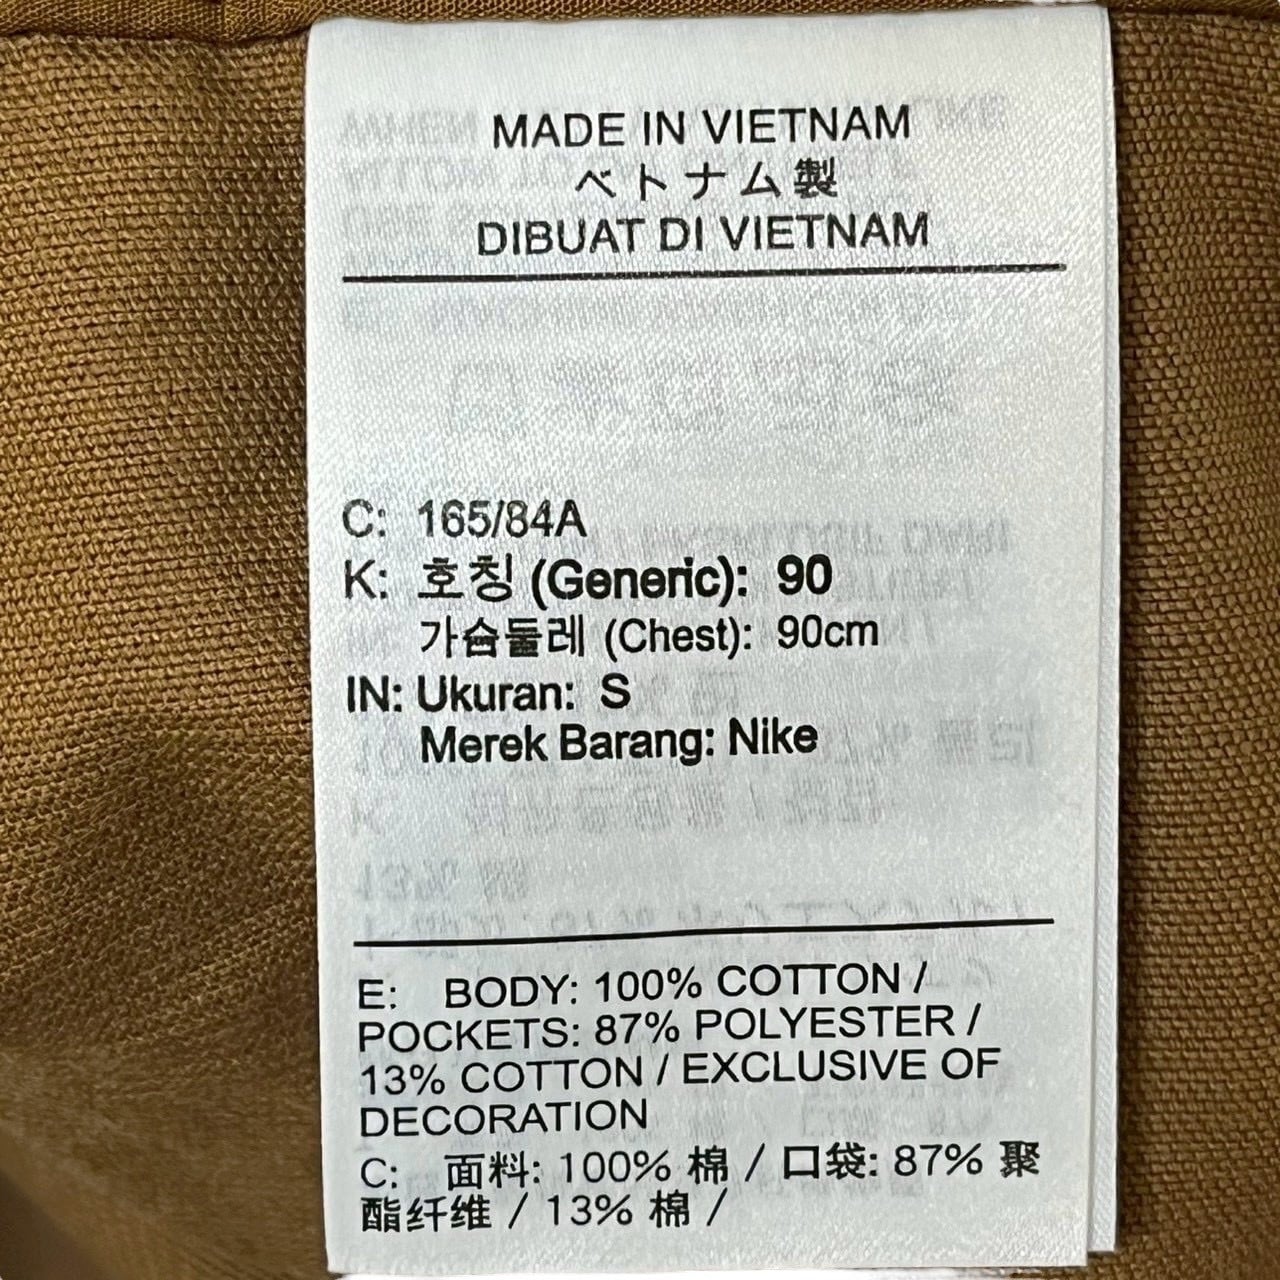 MADE IN VIETNAM
ベトナム製
DIBUAT DI VIETNAM
C: 165/84A
K: 호칭 (Generic): 90
가슴둘레 (Chest): 90cm
IN: Ukuran: S
Merek Barang: Nike
E: BODY: 100% COTTON /
POCKETS: 87% POLYESTER /
13% COTTON / EXCLUSIVE OF
DECORATION
C: 面料: 100% 棉 / 口袋: 87% 聚
酯纤维 / 13% 棉 /